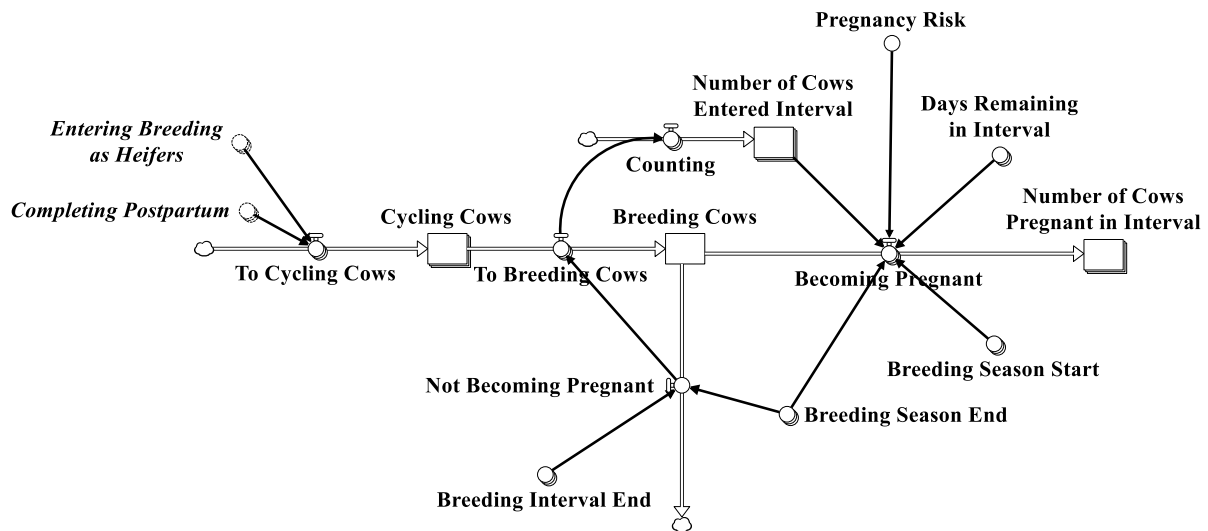 Pregnancy Risk
Number of Cows
Entered Interval
Days Remaining
in Interval
Entering Breeding
as Heifers
Counting
Number of Cows
Pregnant in Interval
Completing Postpartum
Cycling Cows
Breeding Cows
To Cycling Cows
To Breeding Cows
Becoming Pregnant
Breeding Season Start
Not Becoming Pregnant
Breeding Season End
Breeding Interval End